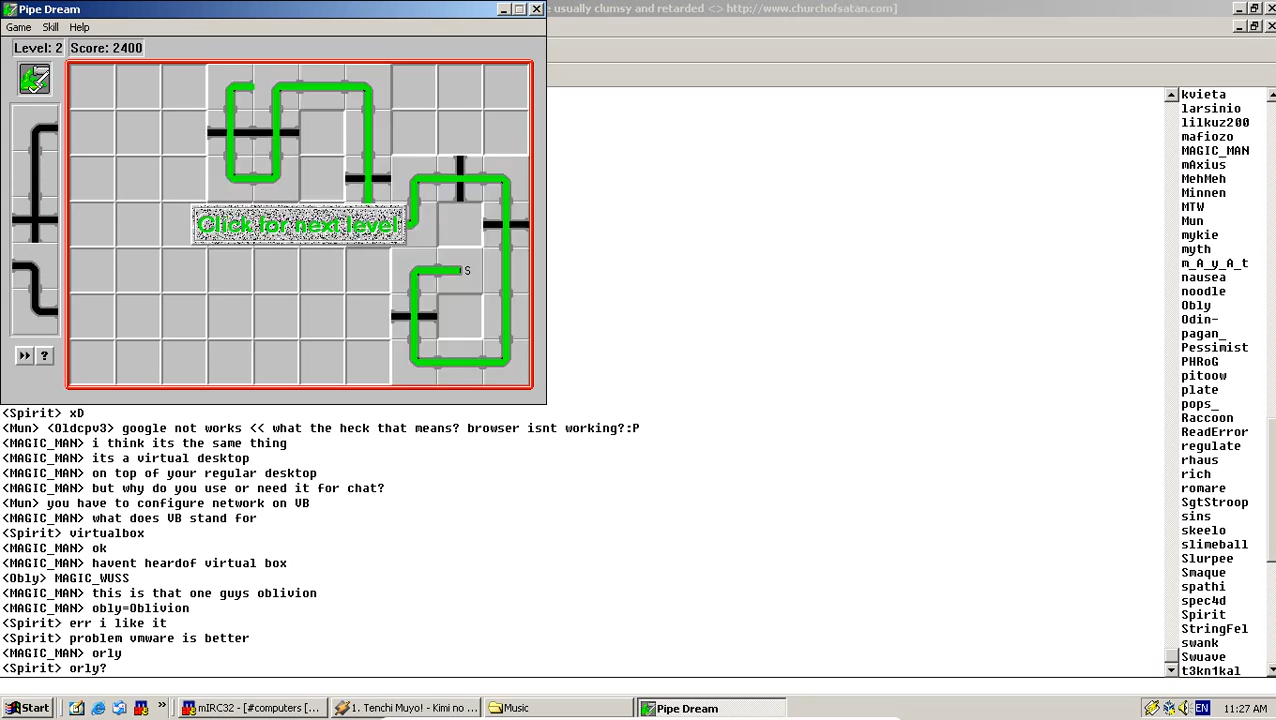 Pipe Dream
e usually clumsy and retarded <> http://www.churchofsatan.com]
Game Skill Help
Level: 2 Score: 2400
Click for next level
S
?
<Spirit> xD
<Mun> <Oldcpv3> google not works << what the heck that means? browser isnt working?:P
<MAGIC_MAN> i think its the same thing
<MAGIC_MAN> its a virtual desktop
<MAGIC_MAN> on top of your regular desktop
<MAGIC_MAN> but why do you use or need it for chat?
<Mun> you have to configure network on VB
<MAGIC_MAN> what does VB stand for
<Spirit> virtualbox
<MAGIC_MAN> ok
<MAGIC_MAN> havent heardof virtual box
<Obly> MAGIC_WUSS
<MAGIC_MAN> this is that one guys oblivion
<MAGIC_MAN> obly=Oblivion
<Spirit> err i like it
<Spirit> problem vmware is better
<MAGIC_MAN> orly
<Spirit> orly?
kvieta
larsinio
lilkuz200
mafiozo
MAGIC_MAN
mAxius
MehMeh
Minnen
MTW
Mun
mykie
myth
m_A_y_A_t
nausea
noodle
Obly
Odin-
pagan_
Pessimist
PHRoG
pitoow
plate
pops_
Raccoon
ReadError
regulate
rhaus
rich
romare
SgtStroop
sins
skeelo
slimeball
Slurpee
Smaque
spathi
spec4d
Spirit
StringFel
swank
Swuave
t3kn1kal
Start
mIRC32 - [#computers [...
1. Tenchi Muyo! - Kimi no ...
Music
Pipe Dream
EN
11:27 AM